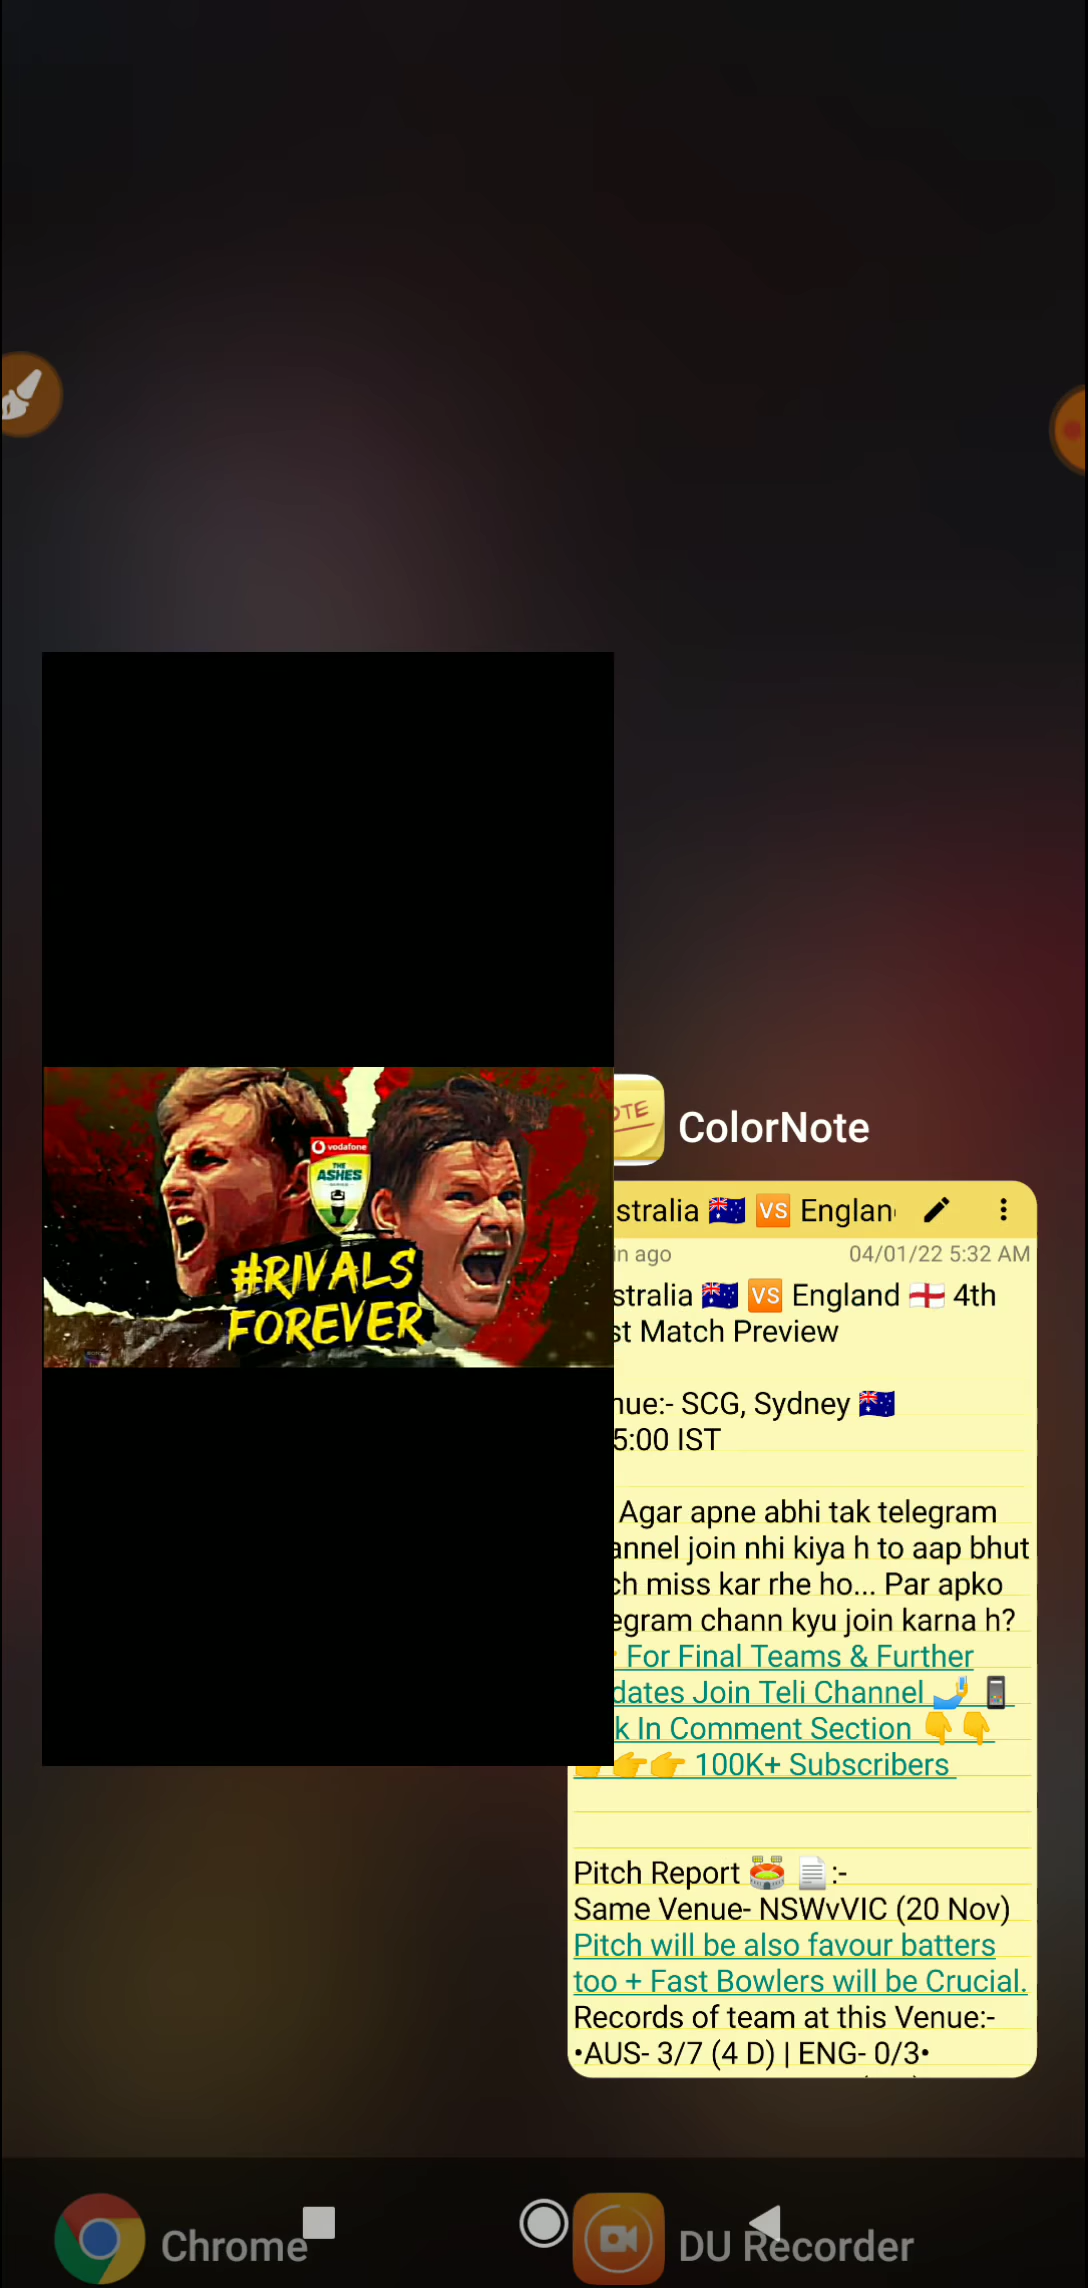 vodafone
THE
ASHES
#RIVALS
FOREVER
OTE
ColorNote
stralia 🇦🇺 🆚 Englan
in ago
04/01/22 5:32 AM
stralia 🇦🇺 🆚 England 🏴󠁧󠁢󠁥󠁮󠁧󠁿 4th
st Match Preview
nue:- SCG, Sydney 🇦🇺
5:00 IST
Agar apne abhi tak telegram
annel join nhi kiya h to aap bhut
ch miss kar rhe ho... Par apko
egram chann kyu join karna h?
For Final Teams & Further
dates Join Teli Channel 🤳 📱
k In Comment Section 👇👇
👉👉👉 100K+ Subscribers
Pitch Report 🏟️ 📄:-
Same Venue- NSWvVIC (20 Nov)
Pitch will be also favour batters
too + Fast Bowlers will be Crucial.
Records of team at this Venue:-
•AUS- 3/7 (4 D) | ENG- 0/3•
Chrome
DU Recorder